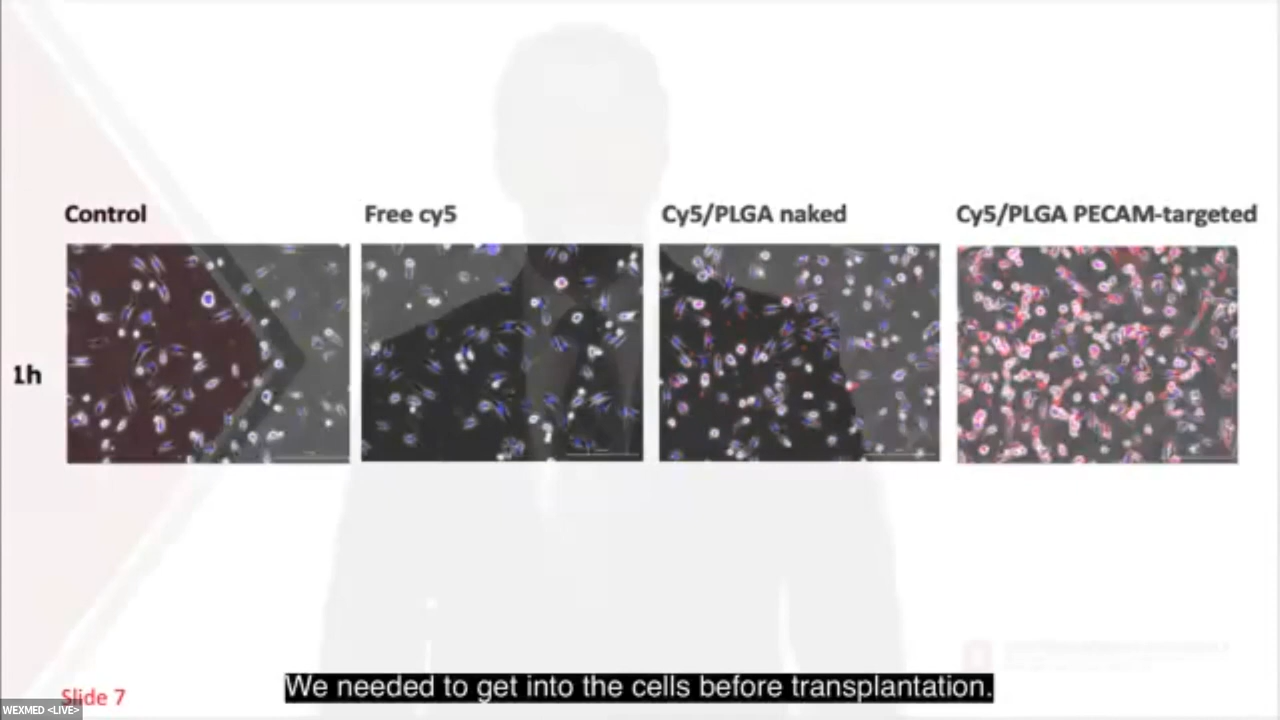 Control
Free cy5
Cy5/PLGA naked
Cy5/PLGA PECAM-targeted
1h
We needed to get into the cells before transplantation.
Slide 7
WEXMED <LIVE>